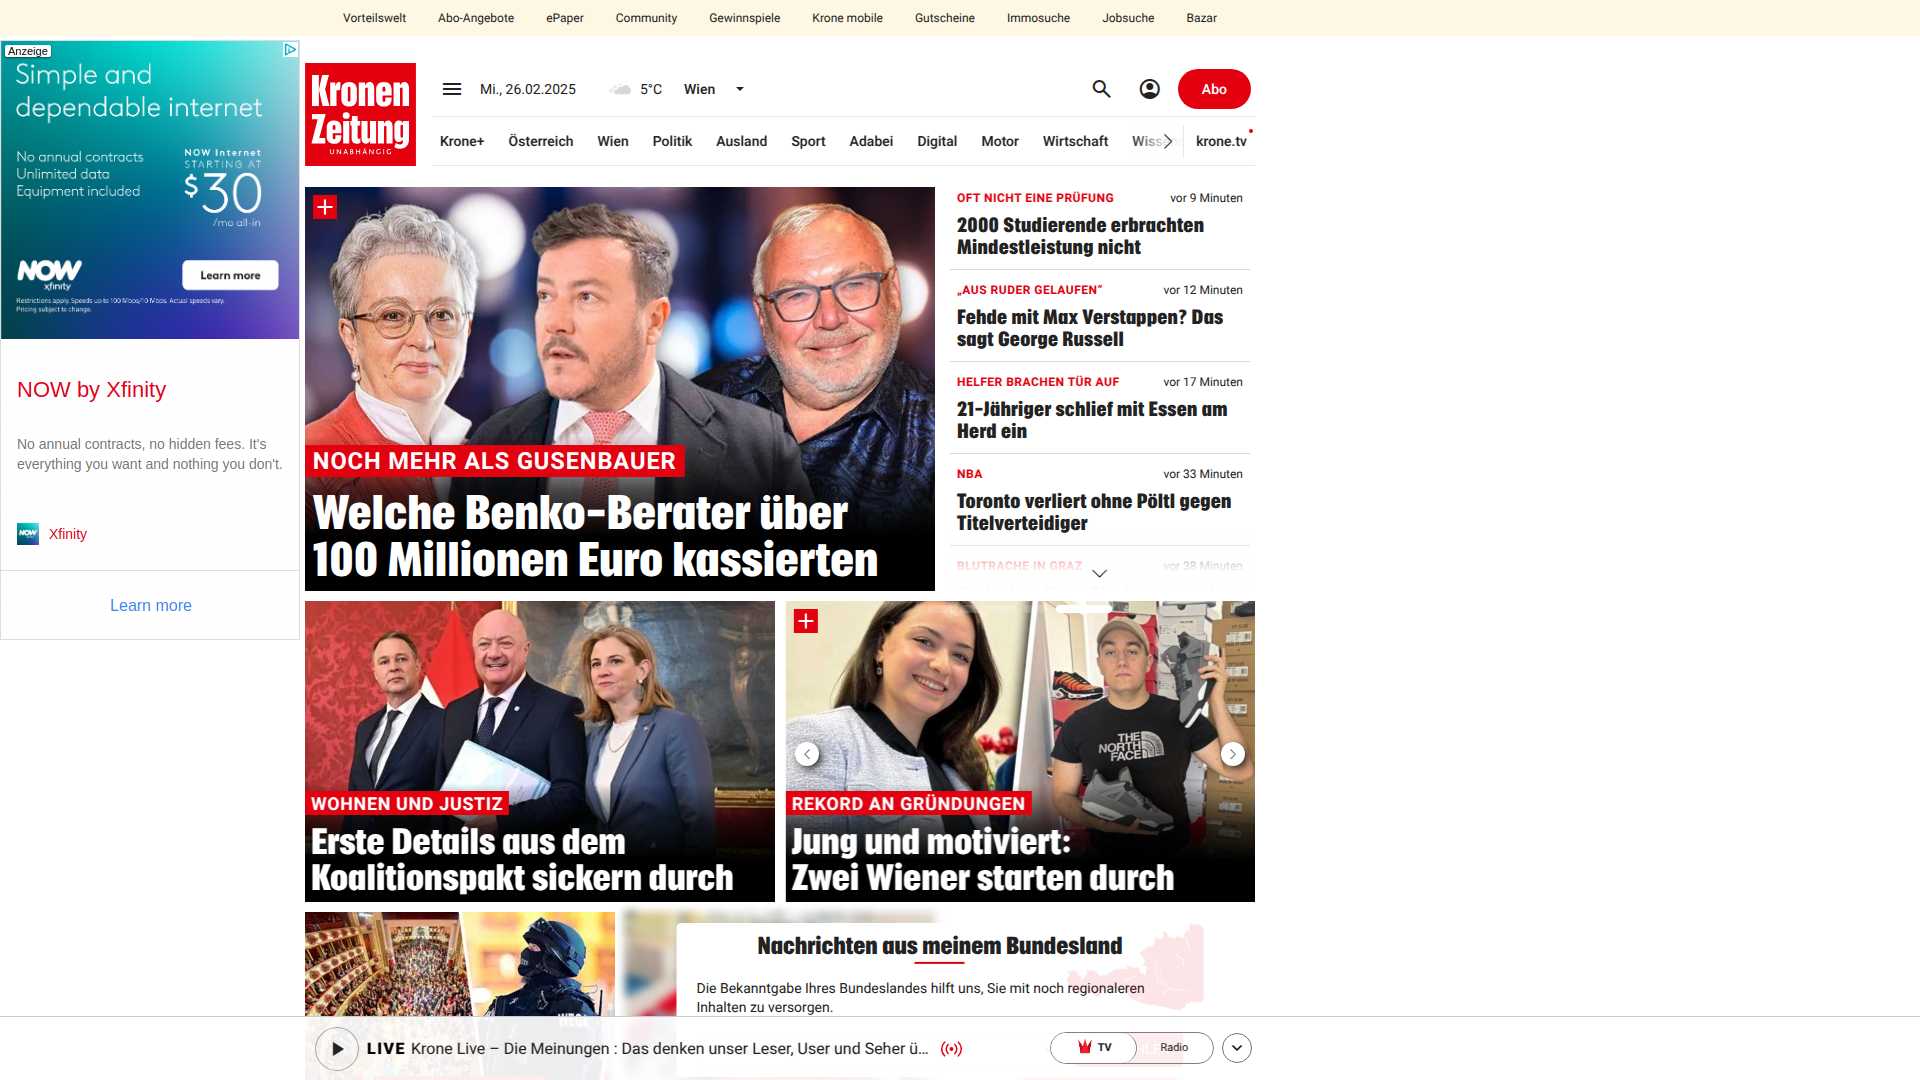 Vorteilswelt Abo-Angebote ePaper Community Gewinnspiele Krone mobile Gutscheine Immosuche Jobsuche Bazar
Anzeige
Simple and
dependable internet
No annual contracts
Unlimited data
Equipment included
NOW Internet
STARTING AT
$30
/mo all-in
NOW
xfinity
Learn more
Restrictions apply. Speeds up to 100 Mbps/10 Mbps. Actual speeds vary.
Pricing subject to change.
NOW by Xfinity
No annual contracts, no hidden fees. It's
everything you want and nothing you don't.
NOW
Xfinity
Learn more
Kronen
Zeitung
UNABHÄNGIG
Mi., 26.02.2025 5°C Wien
Abo
Krone+ Österreich Wien Politik Ausland Sport Adabei Digital Motor Wirtschaft Wiss krone.tv
NOCH MEHR ALS GUSENBAUER
Welche Benko-Berater über
100 Millionen Euro kassierten
OFT NICHT EINE PRÜFUNG vor 9 Minuten
2000 Studierende erbrachten
Mindestleistung nicht
„AUS RUDER GELAUFEN“ vor 12 Minuten
Fehde mit Max Verstappen? Das
sagt George Russell
HELFER BRACHEN TÜR AUF vor 17 Minuten
21-Jähriger schlief mit Essen am
Herd ein
NBA vor 33 Minuten
Toronto verliert ohne Pöltl gegen
Titelverteidiger
BLUTRACHE IN GRAZ vor 38 Minuten
WOHNEN UND JUSTIZ
Erste Details aus dem
Koalitionspakt sickern durch
THE
NORTH
FACE
REKORD AN GRÜNDUNGEN
Jung und motiviert:
Zwei Wiener starten durch
Nachrichten aus meinem Bundesland
Die Bekanntgabe Ihres Bundeslandes hilft uns, Sie mit noch regionaleren
Inhalten zu versorgen.
LIVE Krone Live – Die Meinungen : Das denken unser Leser, User und Seher ü...
TV Radio